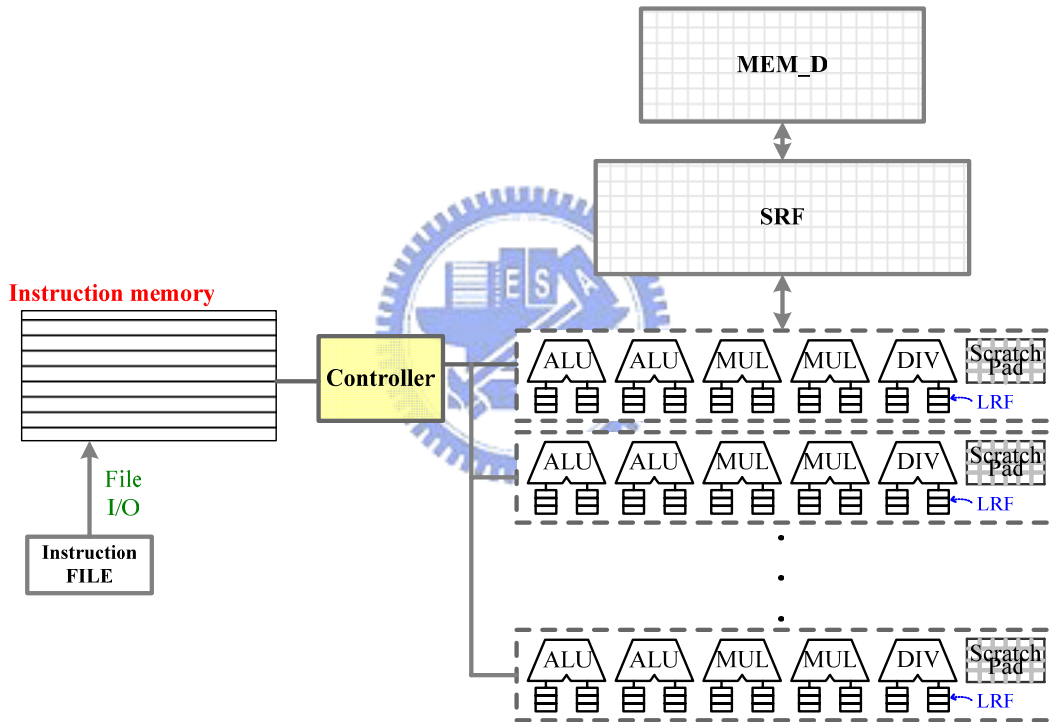 MEM_D
SRF
Instruction memory
Controller
File
I/O
Instruction
FILE
ALU ALU MUL MUL DIV Scratch
Pad
LRF
ALU ALU MUL MUL DIV Scratch
Pad
LRF
ALU ALU MUL MUL DIV Scratch
Pad
LRF
E S A